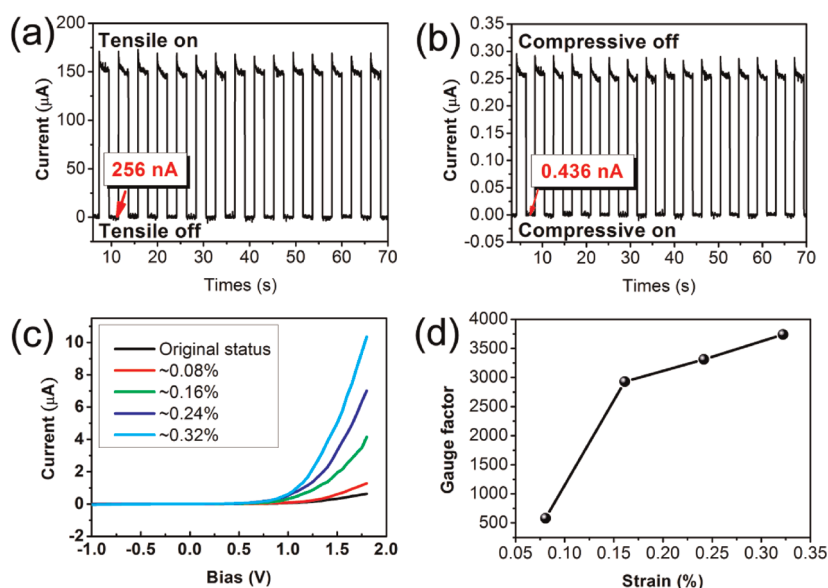 (a)
200
150
100
50
0
Current (μA)
Tensile on
256 nA
Tensile off
10 20 30 40 50 60 70
Times (s)
(b)
0.35
0.30
0.25
0.20
0.15
0.10
0.05
0.00
-0.05
Current (μA)
Compressive off
0.436 nA
Compressive on
10 20 30 40 50 60 70
Times (s)
(c)
10
8
6
4
2
0
-2
Current (μA)
Original status
~0.08%
~0.16%
~0.24%
~0.32%
-1.0 -0.5 0.0 0.5 1.0 1.5 2.0
Bias (V)
(d)
4000
3500
3000
2500
2000
1500
1000
500
Gauge factor
0.05 0.10 0.15 0.20 0.25 0.30 0.35
Strain (%)